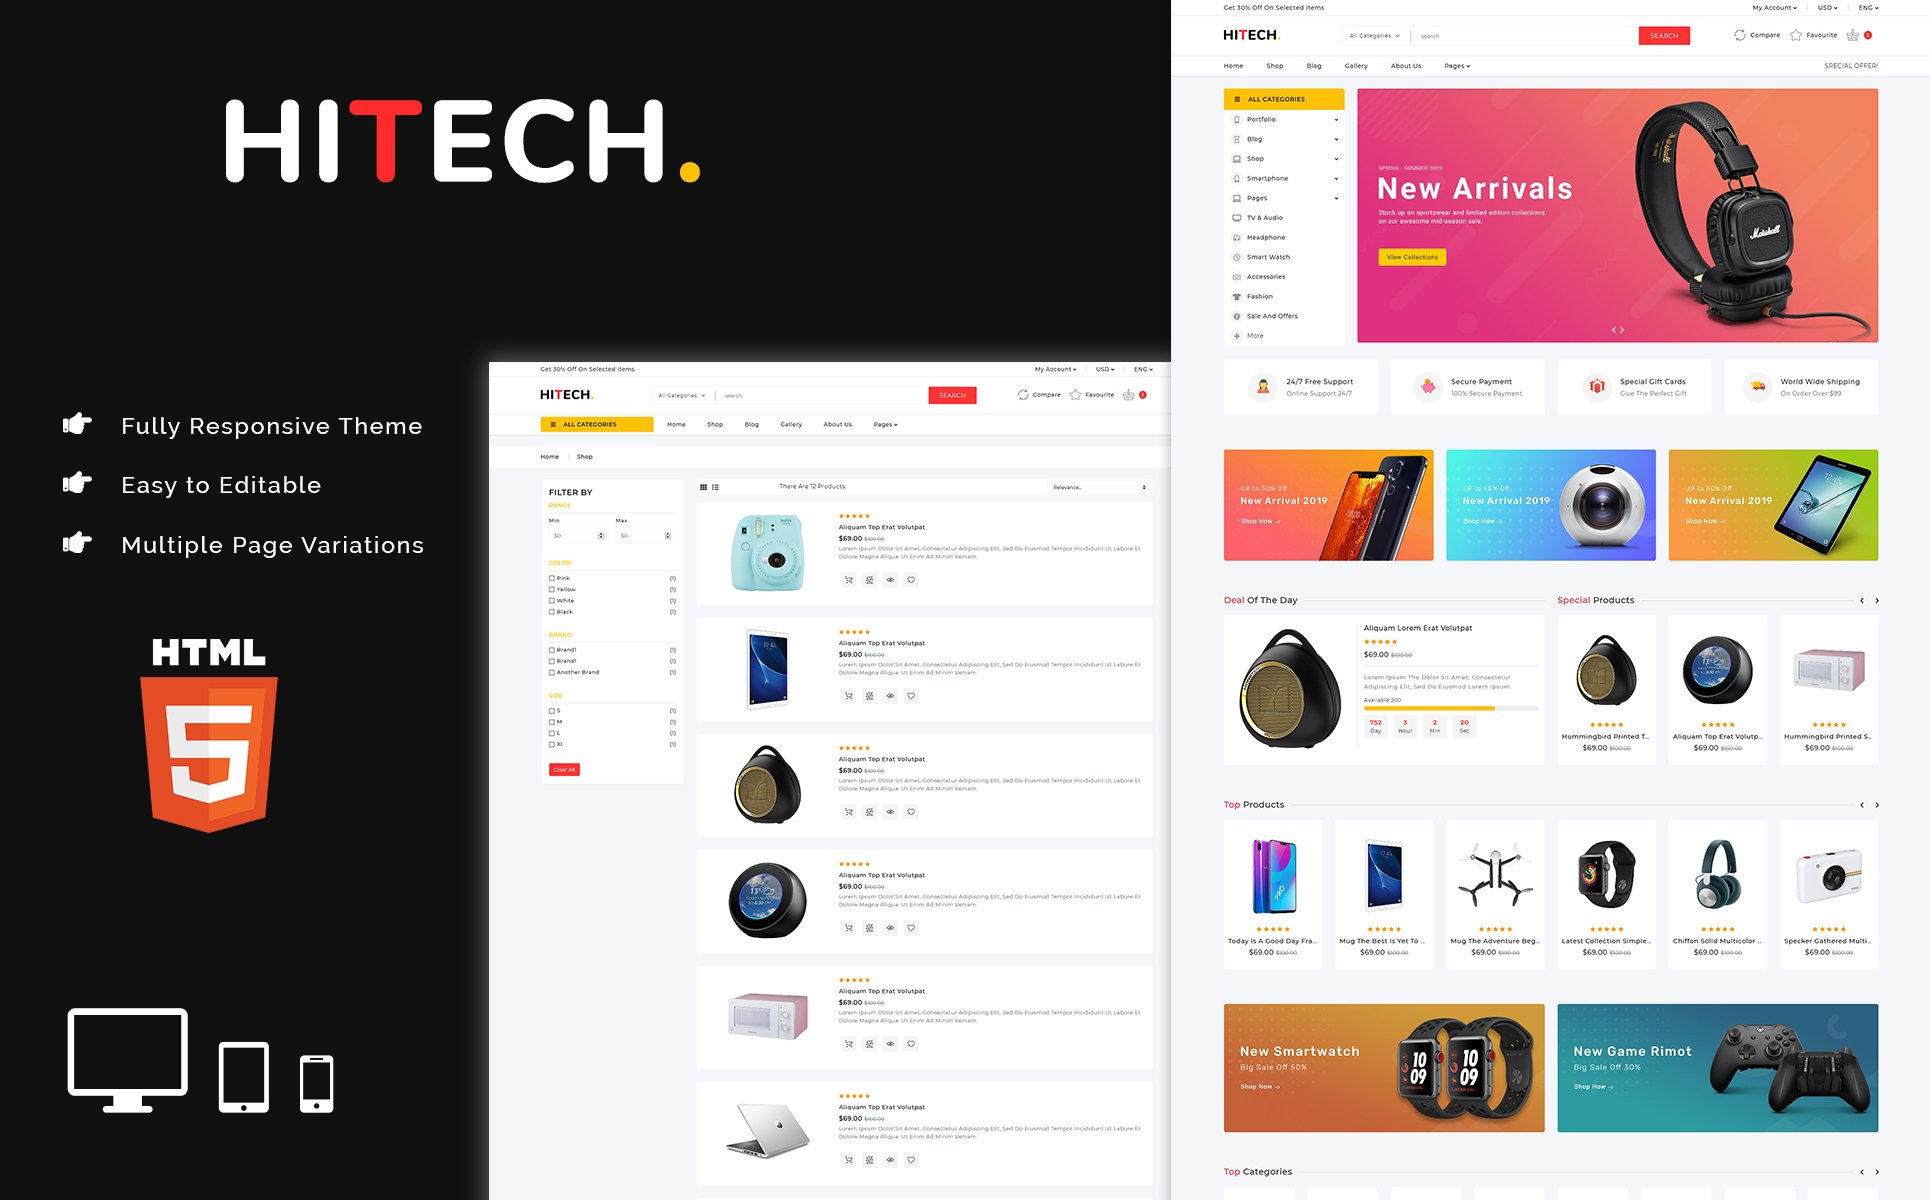 HITECH.
Fully Responsive Theme
Easy to Editable
Multiple Page Variations
HTML
5
Get 30% Off On Selected Items
My Account
USD
ENG
HITECH.
All Categories
search
SEARCH
Compare
Favourite
2
ALL CATEGORIES
Home
Shop
Blog
Gallery
About Us
Pages
Home
Shop
FILTER BY
RANGE
Min
Max
$0
$0
COLOR
Pink (1)
Yellow (1)
White (1)
Black (1)
BRAND
Brand1 (1)
Brand1 (1)
Another Brand (1)
SIZE
S (1)
M (1)
L (1)
Xl (1)
Clear All
There Are 12 Products.
Relevance...
Aliquam Top Erat Volutpat
$69.00 $100.00
Lorem Ipsum Dolor Sit Amet, Consectetur Adipiscing Elit, Sed Do Eiusmod Tempor Incididunt Ut Labore Et
Dolore Magna Aliqua. Ut Enim Ad Minim Veniam.
Aliquam Top Erat Volutpat
$69.00 $100.00
Lorem Ipsum Dolor Sit Amet, Consectetur Adipiscing Elit, Sed Do Eiusmod Tempor Incididunt Ut Labore Et
Dolore Magna Aliqua. Ut Enim Ad Minim Veniam.
Aliquam Top Erat Volutpat
$69.00 $100.00
Lorem Ipsum Dolor Sit Amet, Consectetur Adipiscing Elit, Sed Do Eiusmod Tempor Incididunt Ut Labore Et
Dolore Magna Aliqua. Ut Enim Ad Minim Veniam.
Aliquam Top Erat Volutpat
$69.00 $100.00
Lorem Ipsum Dolor Sit Amet, Consectetur Adipiscing Elit, Sed Do Eiusmod Tempor Incididunt Ut Labore Et
Dolore Magna Aliqua. Ut Enim Ad Minim Veniam.
Aliquam Top Erat Volutpat
$69.00 $100.00
Lorem Ipsum Dolor Sit Amet, Consectetur Adipiscing Elit, Sed Do Eiusmod Tempor Incididunt Ut Labore Et
Dolore Magna Aliqua. Ut Enim Ad Minim Veniam.
Aliquam Top Erat Volutpat
$69.00 $100.00
Lorem Ipsum Dolor Sit Amet, Consectetur Adipiscing Elit, Sed Do Eiusmod Tempor Incididunt Ut Labore Et
Dolore Magna Aliqua. Ut Enim Ad Minim Veniam.
Get 30% Off On Selected Items
My Account
USD
ENG
HITECH.
All Categories
search
SEARCH
Compare
Favourite
2
Home
Shop
Blog
Gallery
About Us
Pages
SPECIAL OFFER!
ALL CATEGORIES
Portfolio
Blog
Shop
Smartphone
Pages
TV & Audio
Headphone
Smart Watch
Accessories
Fashion
Sale And Offers
More
SPRING - SUMMER 2020
New Arrivals
Stock up on sportswear and limited edition collections
on our awesome mid-season sale.
View Collections
Marshall
24/7 Free Support
Online Support 24/7
Secure Payment
100% Secure Payment
Special Gift Cards
Give The Perfect Gift
World Wide Shipping
On Order Over $99
UP to 30% Off
New Arrival 2019
Shop Now
UP to 40% Off
New Arrival 2019
Shop Now
UP to 50% Off
New Arrival 2019
Shop Now
Deal Of The Day
Aliquam Lorem Erat Volutpat
$69.00 $100.00
Lorem Ipsum The Dolor Sit Amet, Consectetur
Adipiscing Elit, Sed Do Eiusmod Lorem Ipsum
Available:200
752 3 2 20
Day Hour Min Sec
Special Products
Hummingbird Printed T...
$69.00 $100.00
Aliquam Top Erat Volutp...
$69.00 $100.00
Hummingbird Printed S...
$69.00 $100.00
Top Products
PRO
Today Is A Good Day Fra...
$69.00 $100.00
Mug The Best Is Yet To ...
$69.00 $100.00
Mug The Adventure Beg...
$69.00 $100.00
Latest Collection Simple...
$69.00 $100.00
Chiffon Solid Multicolor ...
$69.00 $100.00
Specker Gathered Multi...
$69.00 $100.00
New Smartwatch
Big Sale Off 50%
Shop Now
10
09
10
09
New Game Rimot
Big Sale Off 30%
Shop Now
Top Categories